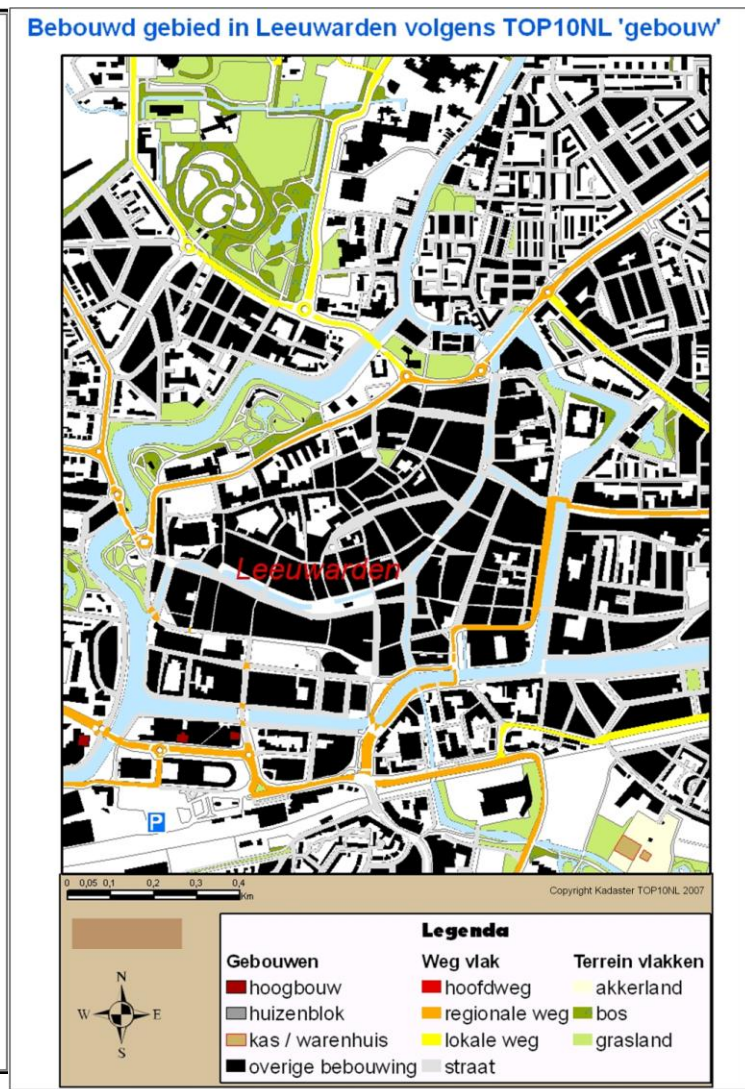 Bebouwd gebied in Leeuwarden volgens TOP10NL 'gebouw'
Leeuwarden
P
0 0,05 0,1 0,2 0,3 0,4
Km
Copyright Kadaster TOP10NL 2007
Legenda
Gebouwen
hoogbouw
huizenblok
kas / warenhuis
overige bebouwing
Weg vlak
hoofdweg
regionale weg
lokale weg
straat
Terrein vlakken
akkerland
bos
grasland
N
W E
S